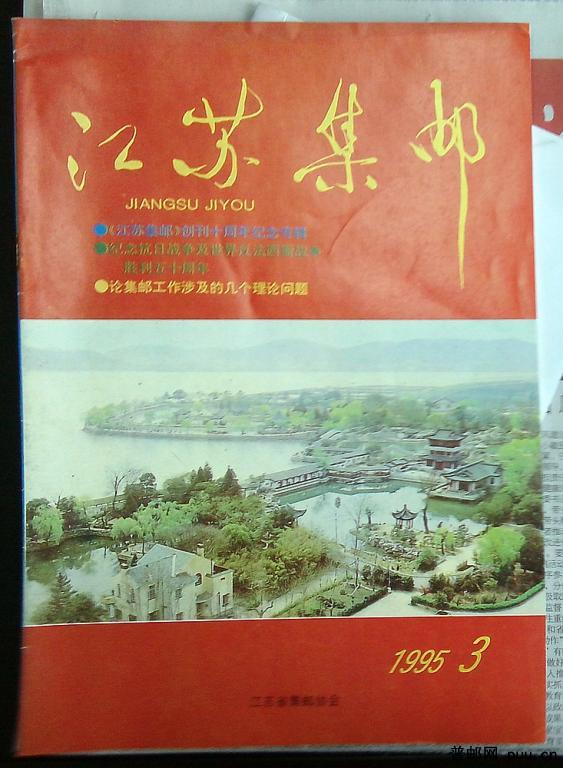 江苏集邮
JIANGSU JIYOU
●《江苏集邮》创刊十周年纪念专辑
●纪念抗日战争及世界反法西斯战争
胜利五十周年
●论集邮工作涉及的几个理论问题
1995 3
江苏省集邮协会
普邮网 puu.cn